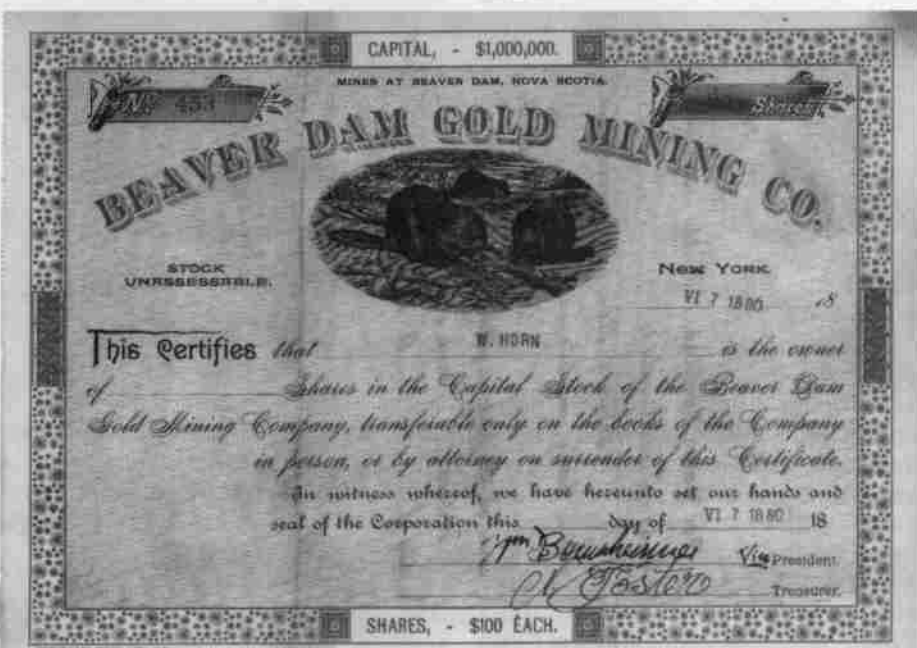 CAPITAL, - $1,000,000.
MINES AT BEAVER DAM, NOVA SCOTIA.
No 453
Shares
BEAVER DAM GOLD MINING CO.
STOCK
UNASSESSABLE.
NEW YORK
VI 7 1880 18
This Certifies that W. HORN is the owner
of Shares in the Capital Stock of the Beaver Dam
Gold Mining Company, transferable only on the books of the Company
in person, or by attorney on surrender of this Certificate.
In witness whereof, we have hereunto set our hands and
seal of the Corporation this day of VI 7 1880 18
Vice President.
Treasurer.
SHARES, - $100 EACH.